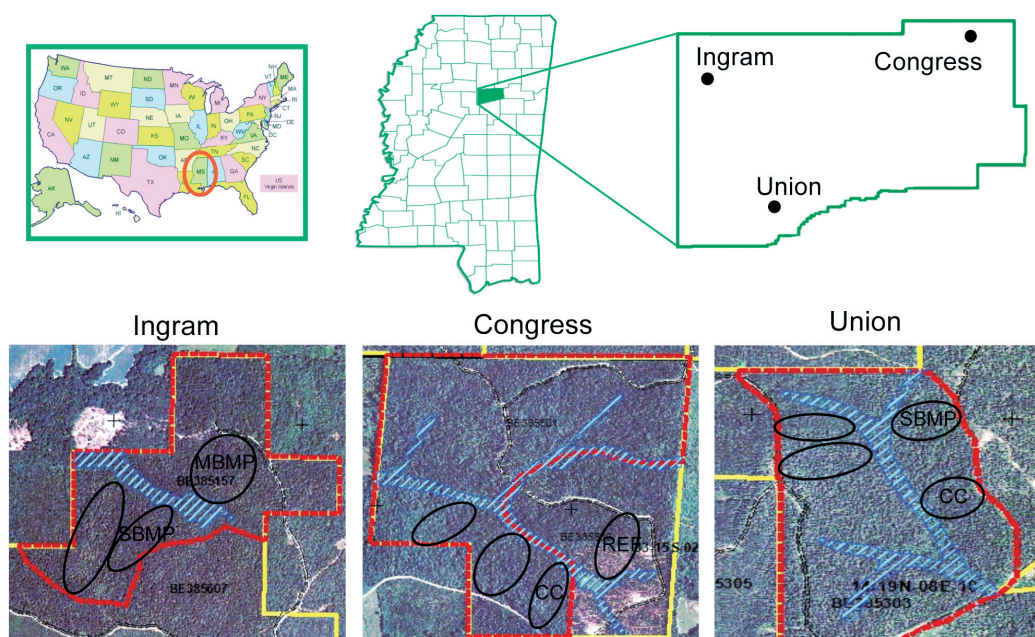 WA
MT
ND
MN
OR
ID
SD
WI
MI
NY
WY
IA
NE
PA
NV
UT
CO
IL
IN
OH
CA
KS
MO
KY
WV
VA
NC
TN
AZ
NM
OK
SC
MS
GA
TX
FL
AK
HI
NH
VT
ME
MA
RI
CT
NJ
DE
MD
DC
US
Virgin Islands
Ingram
Congress
Union
Ingram
Congress
Union
MBMP
BE385157
SBMP
BE385607
BE385501
REF
CC
SBMP
CC
5305